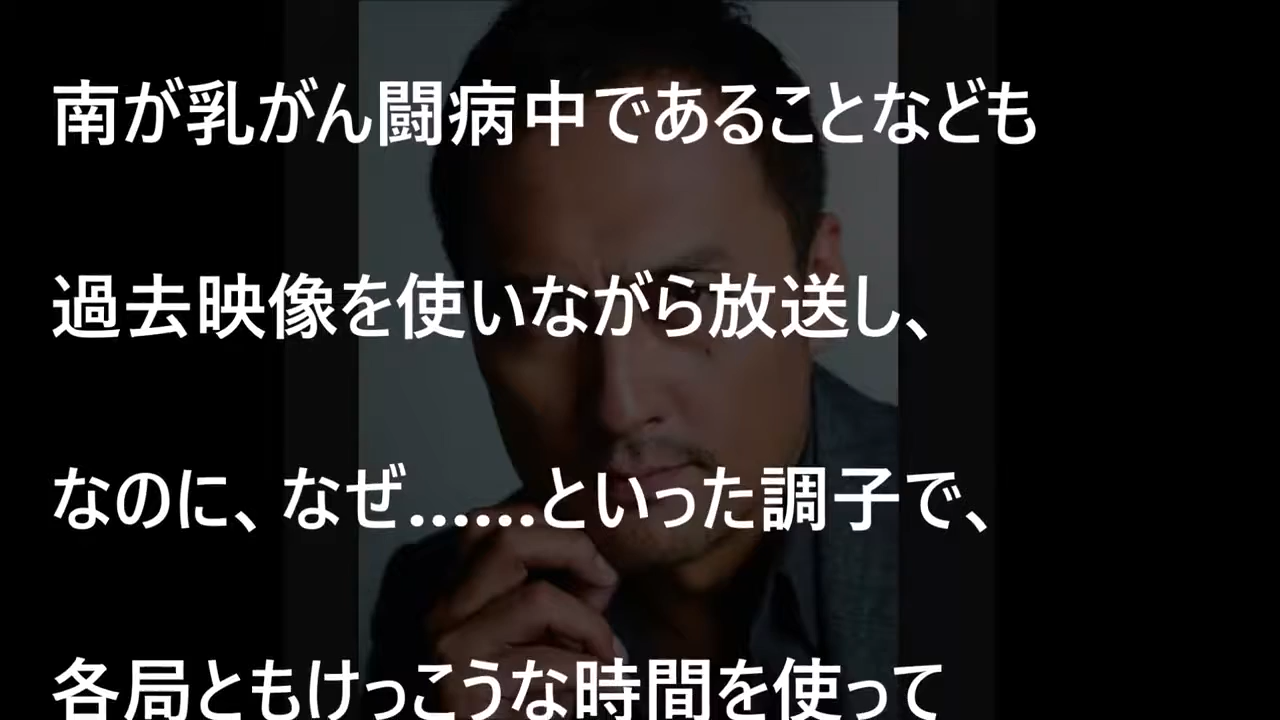 南が乳がん闘病中であることなども
過去映像を使いながら放送し、
なのに、なぜ……といった調子で、
各局ともけっこうな時間を使って